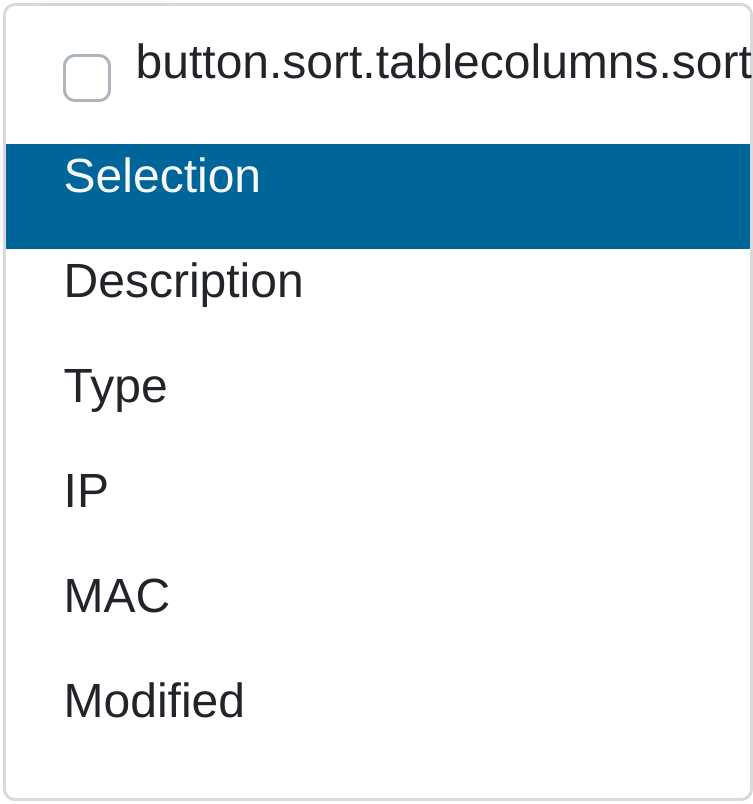 button.sort.tablecolumns.sort
Selection
Description
Type
IP
MAC
Modified